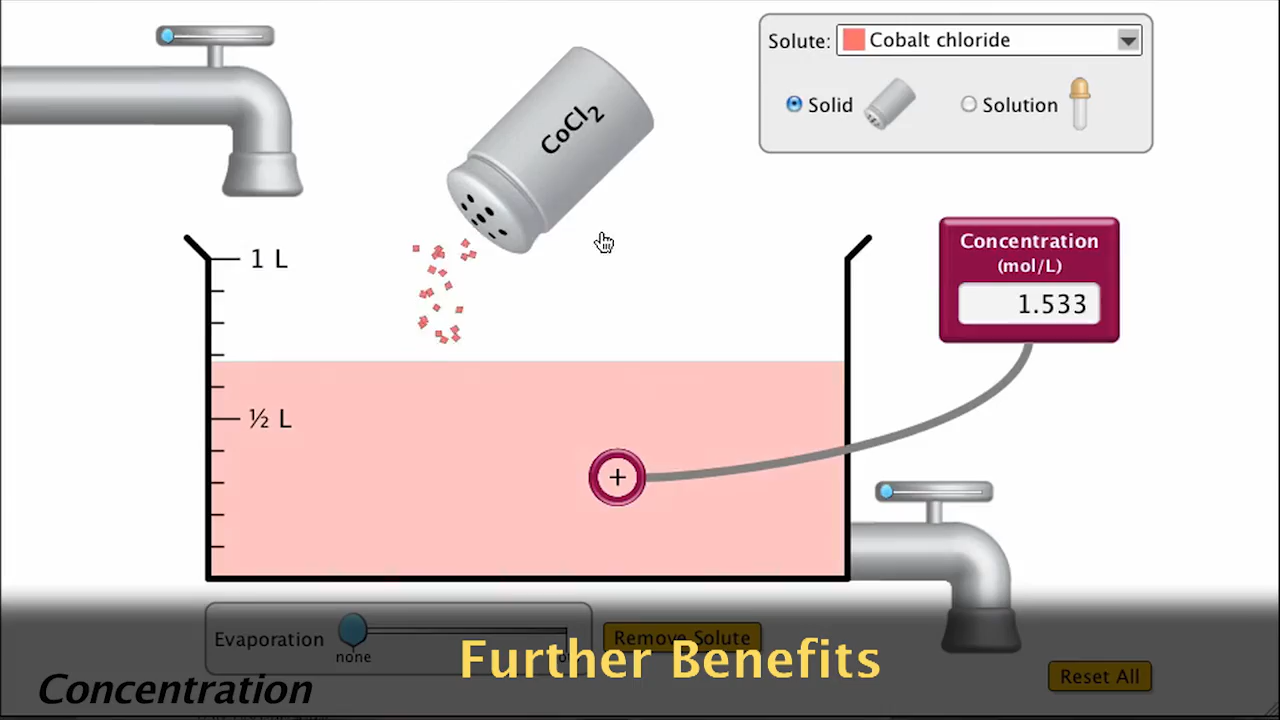 Solute: Cobalt chloride
CoCl2
Solid
Solution
Concentration
(mol/L)
1.533
1 L
½ L
Evaporation
none
Remove Solute
Further Benefits
Reset All
Concentration